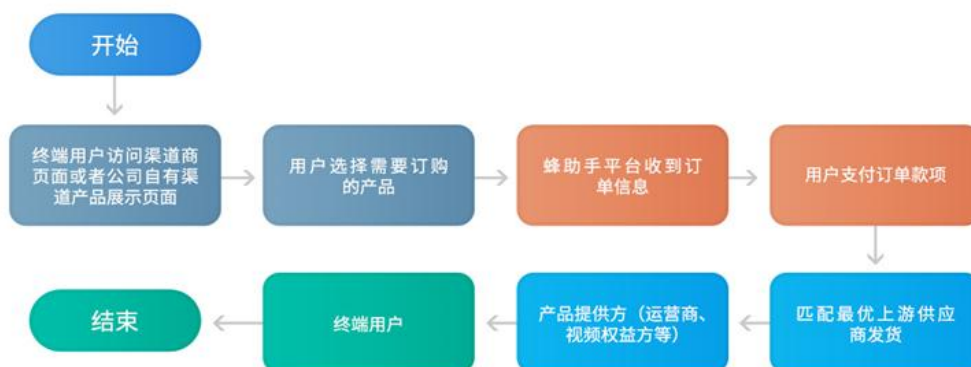 开始
终端用户访问渠道商
页面或者公司自有渠
道产品展示页面
用户选择需要订购
的产品
蜂助手平台收到订
单信息
用户支付订单款项
匹配最优上游供应
商发货
产品提供方（运营商、
视频权益方等）
终端用户
结束